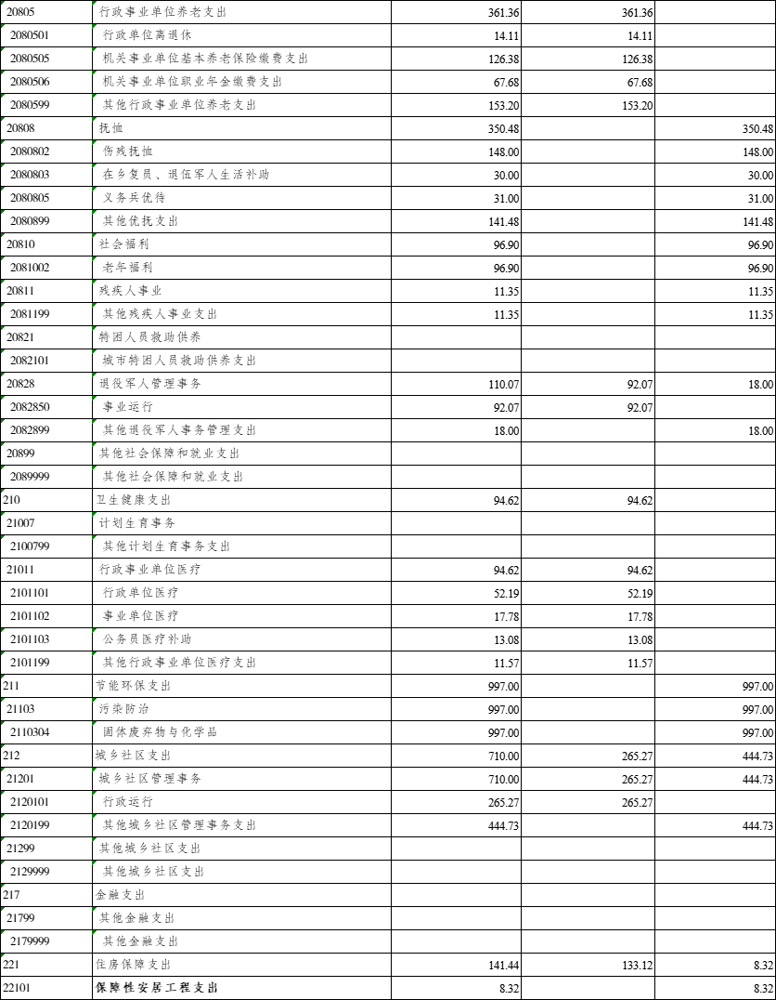 20805 行政事业单位养老支出 361.36 361.36
2080501 行政单位离退休 14.11 14.11
2080505 机关事业单位基本养老保险缴费支出 126.38 126.38
2080506 机关事业单位职业年金缴费支出 67.68 67.68
2080599 其他行政事业单位养老支出 153.20 153.20
20808 抚恤 350.48 350.48
2080802 伤残抚恤 148.00 148.00
2080803 在乡复员、退伍军人生活补助 30.00 30.00
2080805 义务兵优待 31.00 31.00
2080899 其他优抚支出 141.48 141.48
20810 社会福利 96.90 96.90
2081002 老年福利 96.90 96.90
20811 残疾人事业 11.35 11.35
2081199 其他残疾人事业支出 11.35 11.35
20821 特困人员救助供养
2082101 城市特困人员救助供养支出
20828 退役军人管理事务 110.07 92.07 18.00
2082850 事业运行 92.07 92.07
2082899 其他退役军人事务管理支出 18.00 18.00
20899 其他社会保障和就业支出
2089999 其他社会保障和就业支出
210 卫生健康支出 94.62 94.62
21007 计划生育事务
2100799 其他计划生育事务支出
21011 行政事业单位医疗 94.62 94.62
2101101 行政单位医疗 52.19 52.19
2101102 事业单位医疗 17.78 17.78
2101103 公务员医疗补助 13.08 13.08
2101199 其他行政事业单位医疗支出 11.57 11.57
211 节能环保支出 997.00 997.00
21103 污染防治 997.00 997.00
2110304 固体废弃物与化学品 997.00 997.00
212 城乡社区支出 710.00 265.27 444.73
21201 城乡社区管理事务 710.00 265.27 444.73
2120101 行政运行 265.27 265.27
2120199 其他城乡社区管理事务支出 444.73 444.73
21299 其他城乡社区支出
2129999 其他城乡社区支出
217 金融支出
21799 其他金融支出
2179999 其他金融支出
221 住房保障支出 141.44 133.12 8.32
22101 保障性安居工程支出 8.32 8.32